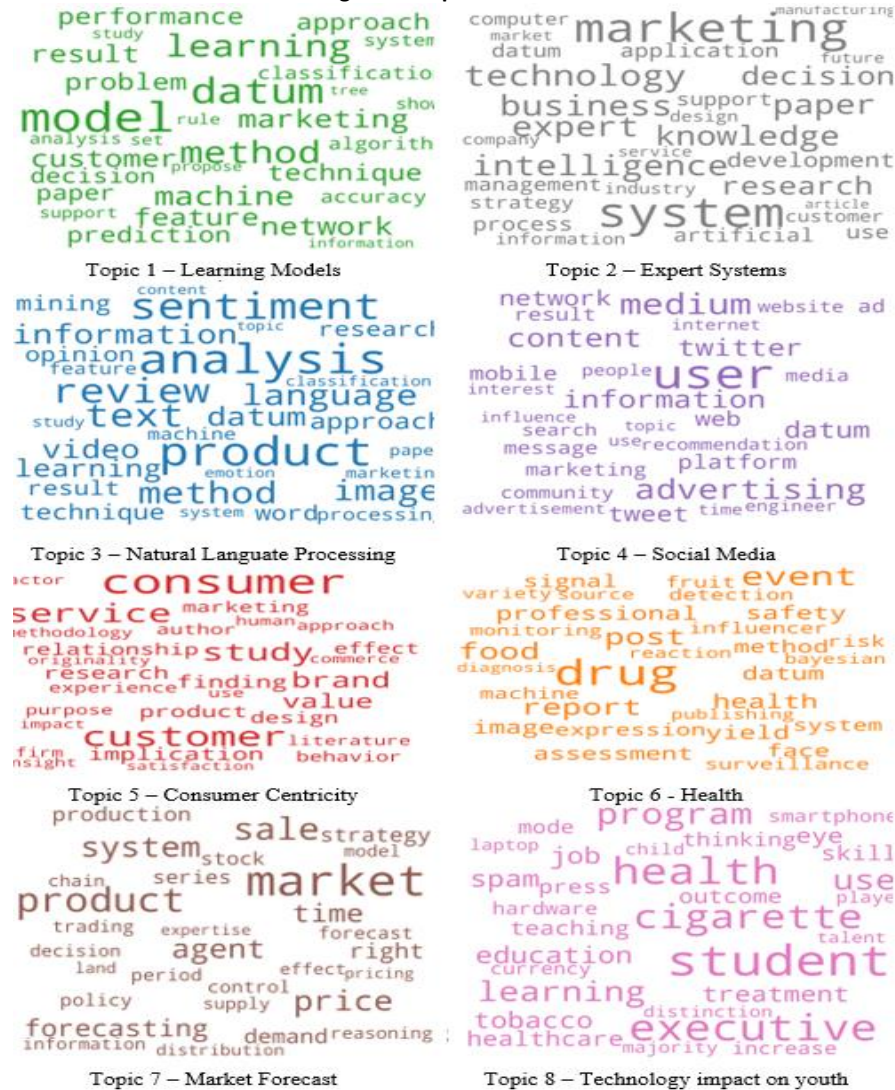 performance approach
study
result learning system
classificatio
problem datum tree
show
model rule marketing
analysis set algorith
customer method
propose
decision technique
paper machine accuracy
support feature network
prediction information
Topic 1 – Learning Models
manufacturing
computer marketing
market
datum application future
technology decision
business support paper
design
company expert knowledge
service
intelligence development
management industry research
strategy article
process system customer
information artificial use
Topic 2 – Expert Systems
content
mining sentiment
information topic research
opinion analysis
feature
classification
review language
study text datum approach
machine
video product pape
learning emotion marketin
result method image
technique system word processin
Topic 3 – Natural Languate Processing
network medium website ad
result internet
content twitter
mobile people user media
interest information
influence web
search topic datum
message use recommendation
marketing platform
community advertising
advertisement tweet time engineer
Topic 4 – Social Media
actor consumer
service marketing
ethodology author human approach
relationship study effect
originality commerce
research finding brand
experience use
value
purpose product design
impact
customer literature
firm implication behavior
nsight satisfaction
Topic 5 – Consumer Centricity
signal fruit event
variety source detection
professional safety
monitoring post influencer
food reaction method risk
bayesian
diagnosis drug datum
machine
report health
publishing
image expression yield system
assessment face
surveillance
Topic 6 - Health
production
sale strategy
system stock model
chain series market
product time
trading expertise forecast
decision agent right
land period effect pricing
control
policy supply price
forecasting demand reasoning
information distribution
Topic 7 – Market Forecast
program smartphone
mode
laptop child thinking eye
job skill
spam press health use
outcome playe
hardware cigarette
teaching talent
education student
currency
learning treatment
distinction
tobacco executive
healthcare majority increase
Topic 8 – Technology impact on youth